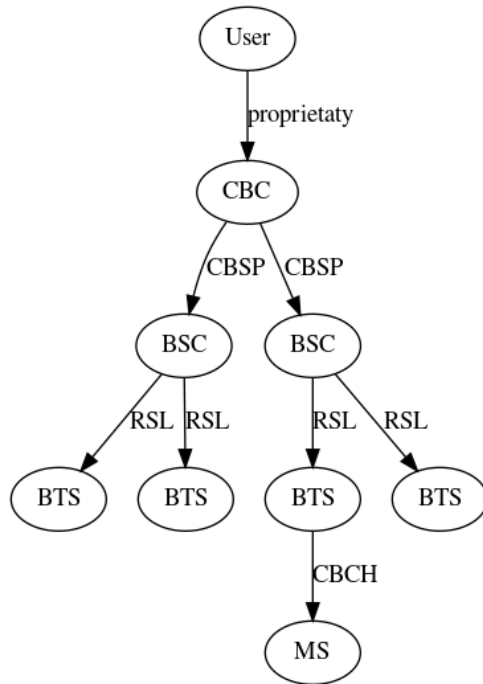 User
proprietaty
CBC
CBSP CBSP
BSC BSC
RSL RSL RSL RSL
BTS BTS BTS BTS
CBCH
MS